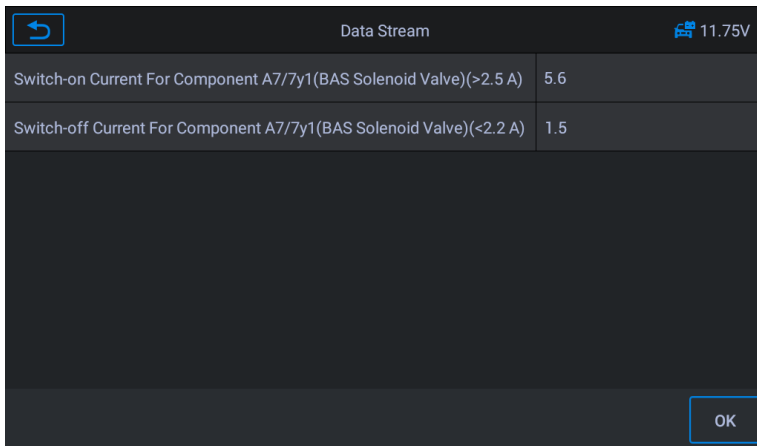 Data Stream
11.75V
Switch-on Current For Component A7/7y1(BAS Solenoid Valve)(>2.5 A) 5.6
Switch-off Current For Component A7/7y1(BAS Solenoid Valve)(<2.2 A) 1.5
OK